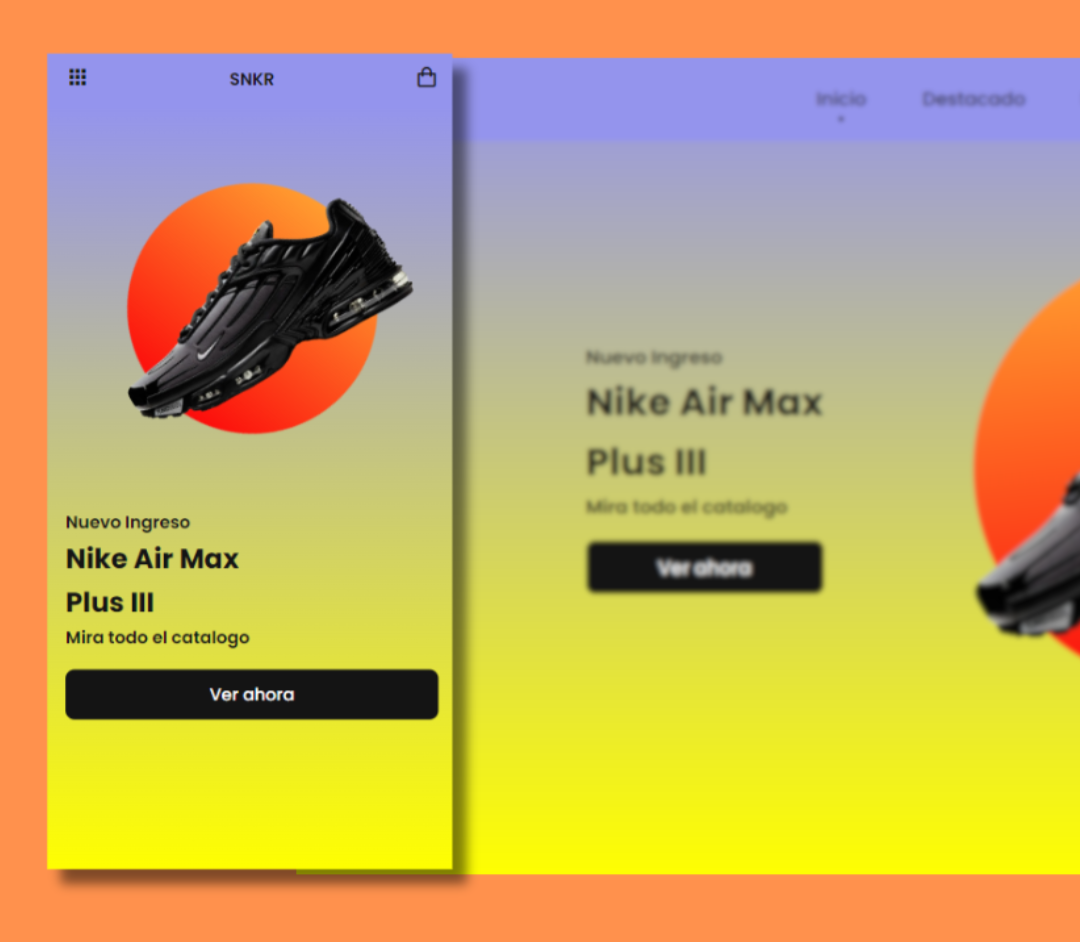 SNKR
Nuevo Ingreso
Nike Air Max
Plus III
Mira todo el catalogo
Ver ahora
Inicio
Destacado
Nuevo Ingreso
Nike Air Max
Plus III
Mira todo el catalogo
Ver ahora